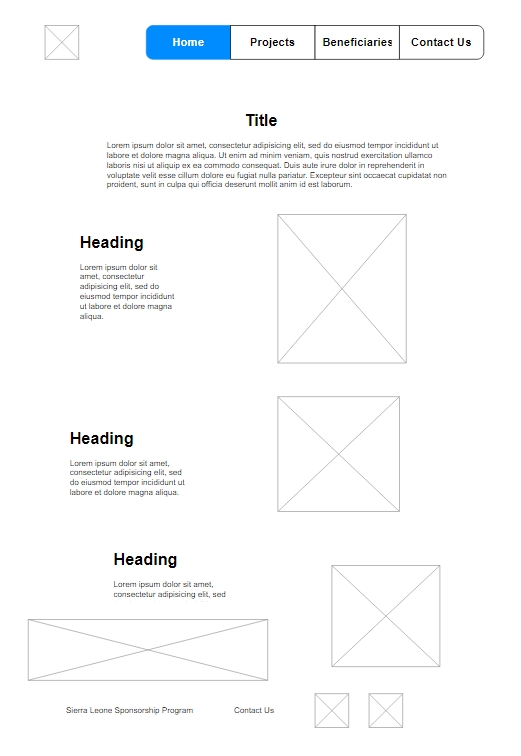 Home Projects Beneficiaries Contact Us
Title
Lorem ipsum dolor sit amet, consectetur adipisicing elit, sed do eiusmod tempor incididunt ut
labore et dolore magna aliqua. Ut enim ad minim veniam, quis nostrud exercitation ullamco
laboris nisi ut aliquip ex ea commodo consequat. Duis aute irure dolor in reprehenderit in
voluptate velit esse cillum dolore eu fugiat nulla pariatur. Excepteur sint occaecat cupidatat non
proident, sunt in culpa qui officia deserunt mollit anim id est laborum.
Heading
Lorem ipsum dolor sit
amet, consectetur
adipisicing elit, sed do
eiusmod tempor incididunt
ut labore et dolore magna
aliqua.
Heading
Lorem ipsum dolor sit amet,
consectetur adipisicing elit, sed
do eiusmod tempor incididunt ut
labore et dolore magna aliqua.
Heading
Lorem ipsum dolor sit amet,
consectetur adipisicing elit, sed
Sierra Leone Sponsorship Program Contact Us